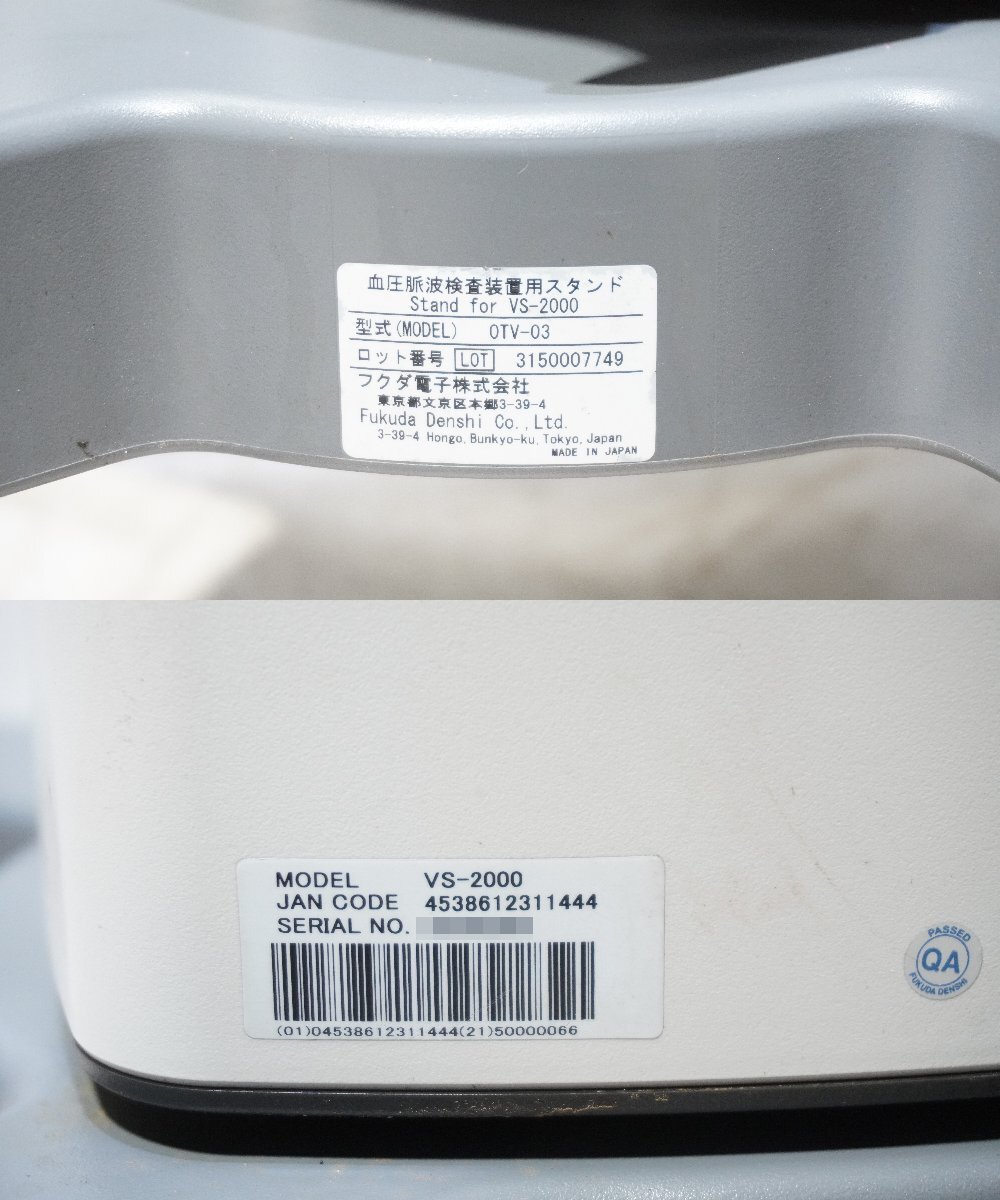 血圧脈波検査装置用スタンド
Stand for VS-2000
型式(MODEL) OTV-03
ロット番号 LOT 3150007749
フクダ電子株式会社
東京都文京区本郷3-39-4
Fukuda Denshi Co.,Ltd.
3-39-4 Hongo, Bunkyo-ku, Tokyo, Japan
MADE IN JAPAN
MODEL VS-2000
JAN CODE 4538612311444
SERIAL NO.
(01)04538612311444(21)50000066
PASSED
QA
FUKUDA DENSHI